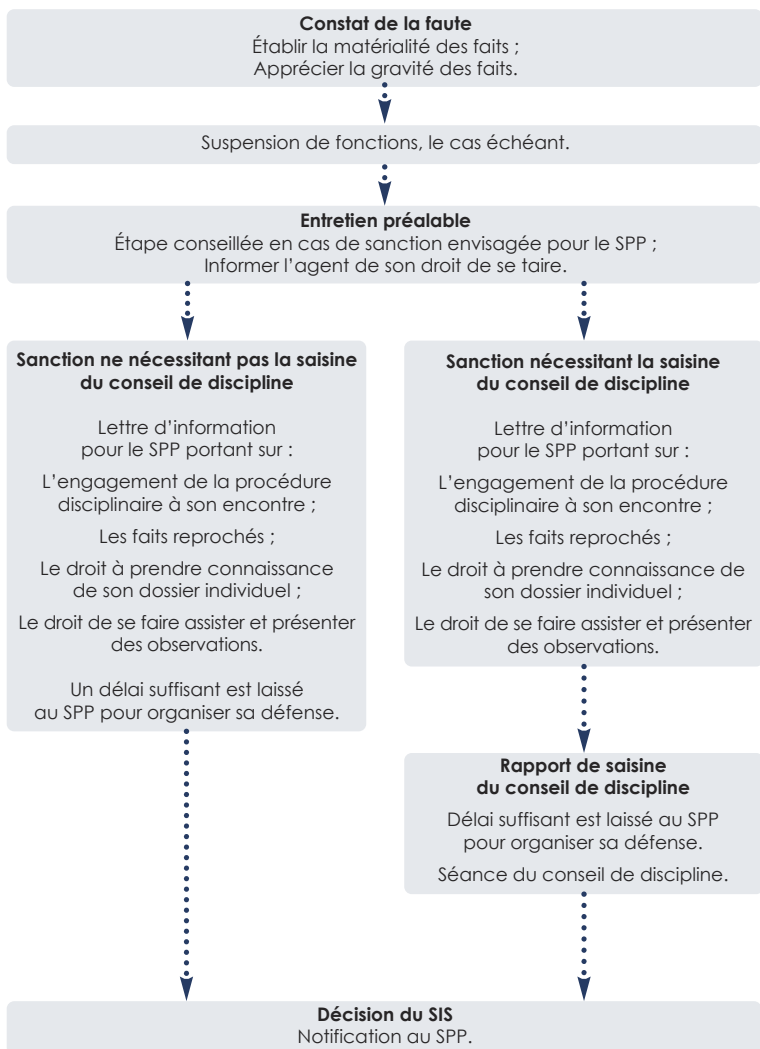 Constat de la faute
Établir la matérialité des faits ;
Apprécier la gravité des faits.
Suspension de fonctions, le cas échéant.
Entretien préalable
Étape conseillée en cas de sanction envisagée pour le SPP ;
Informer l’agent de son droit de se taire.
Sanction ne nécessitant pas la saisine
du conseil de discipline
Lettre d’information
pour le SPP portant sur :
L’engagement de la procédure
disciplinaire à son encontre ;
Les faits reprochés ;
Le droit à prendre connaissance
de son dossier individuel ;
Le droit de se faire assister et présenter
des observations.
Un délai suffisant est laissé
au SPP pour organiser sa défense.
Sanction nécessitant la saisine
du conseil de discipline
Lettre d’information
pour le SPP portant sur :
L’engagement de la procédure
disciplinaire à son encontre ;
Les faits reprochés ;
Le droit à prendre connaissance de
son dossier individuel ;
Le droit de se faire assister et présenter
des observations.
Rapport de saisine
du conseil de discipline
Délai suffisant est laissé au SPP
pour organiser sa défense.
Séance du conseil de discipline.
Décision du SIS
Notification au SPP.